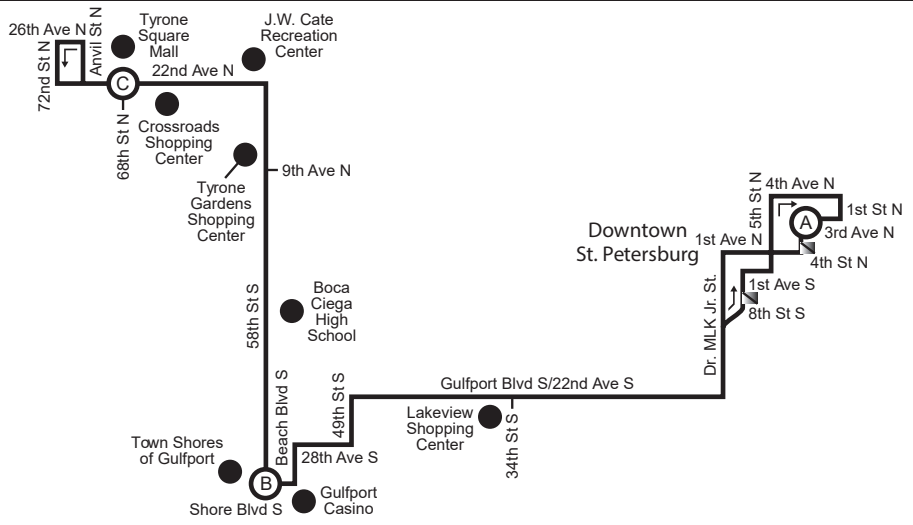 26th Ave N
Anvil St N
72nd St N
Tyrone
Square
Mall
J.W. Cate
Recreation
Center
C
22nd Ave N
68th St N
Crossroads
Shopping
Center
Tyrone
Gardens
Shopping
Center
9th Ave N
58th St S
Boca
Ciega
High
School
Downtown
St. Petersburg
5th St N
4th Ave N
A
1st St N
3rd Ave N
1st Ave N
4th St N
1st Ave S
8th St S
Dr. MLK Jr. St.
Gulfport Blvd S/22nd Ave S
Lakeview
Shopping
Center
34th St S
49th St S
28th Ave S
Beach Blvd S
Town Shores
of Gulfport
B
Shore Blvd S
Gulfport
Casino